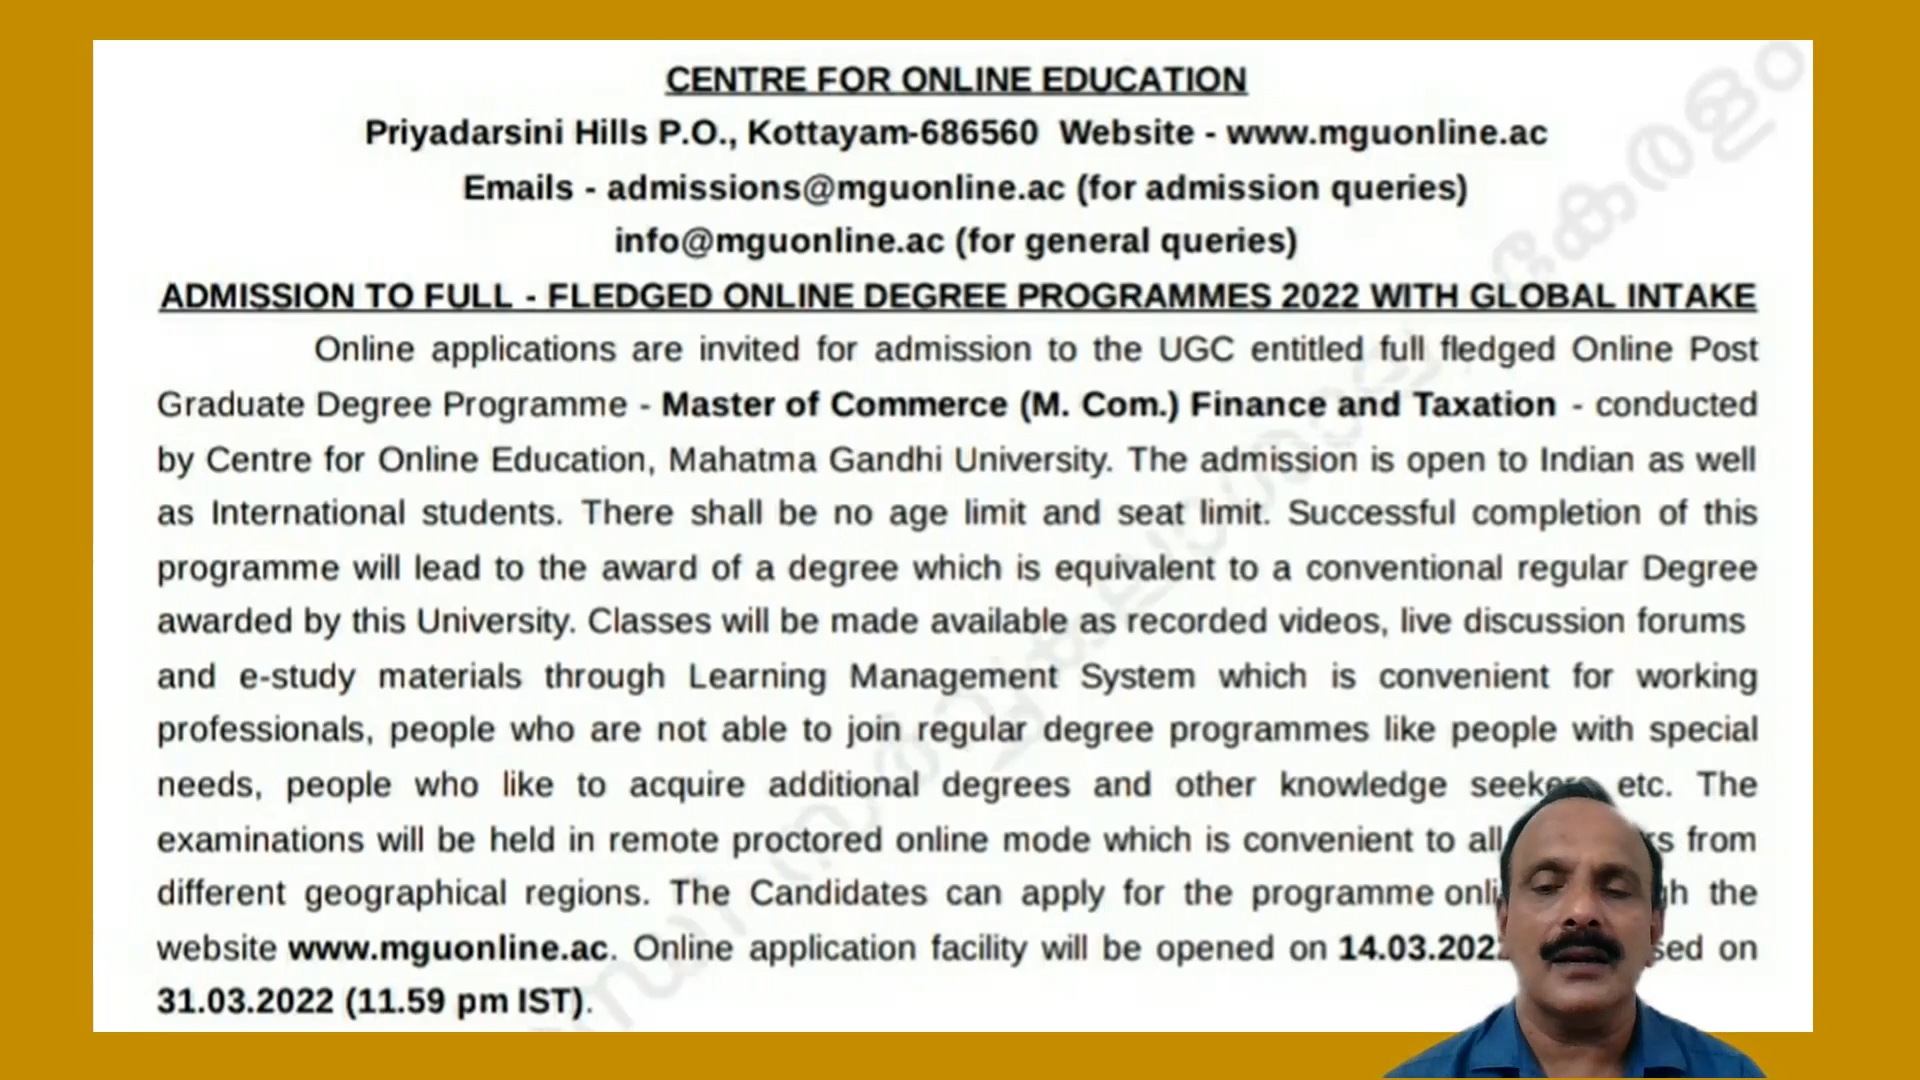 CENTRE FOR ONLINE EDUCATION
Priyadarsini Hills P.O., Kottayam-686560 Website - www.mguonline.ac
Emails - admissions@mguonline.ac (for admission queries)
info@mguonline.ac (for general queries)
ADMISSION TO FULL - FLEDGED ONLINE DEGREE PROGRAMMES 2022 WITH GLOBAL INTAKE
Online applications are invited for admission to the UGC entitled full fledged Online Post
Graduate Degree Programme - Master of Commerce (M. Com.) Finance and Taxation - conducted
by Centre for Online Education, Mahatma Gandhi University. The admission is open to Indian as well
as International students. There shall be no age limit and seat limit. Successful completion of this
programme will lead to the award of a degree which is equivalent to a conventional regular Degree
awarded by this University. Classes will be made available as recorded videos, live discussion forums
and e-study materials through Learning Management System which is convenient for working
professionals, people who are not able to join regular degree programmes like people with special
needs, people who like to acquire additional degrees and other knowledge seekers etc. The
examinations will be held in remote proctored online mode which is convenient to all from
different geographical regions. The Candidates can apply for the programme the
website www.mguonline.ac. Online application facility will be opened on 14.03.2022 on
31.03.2022 (11.59 pm IST).